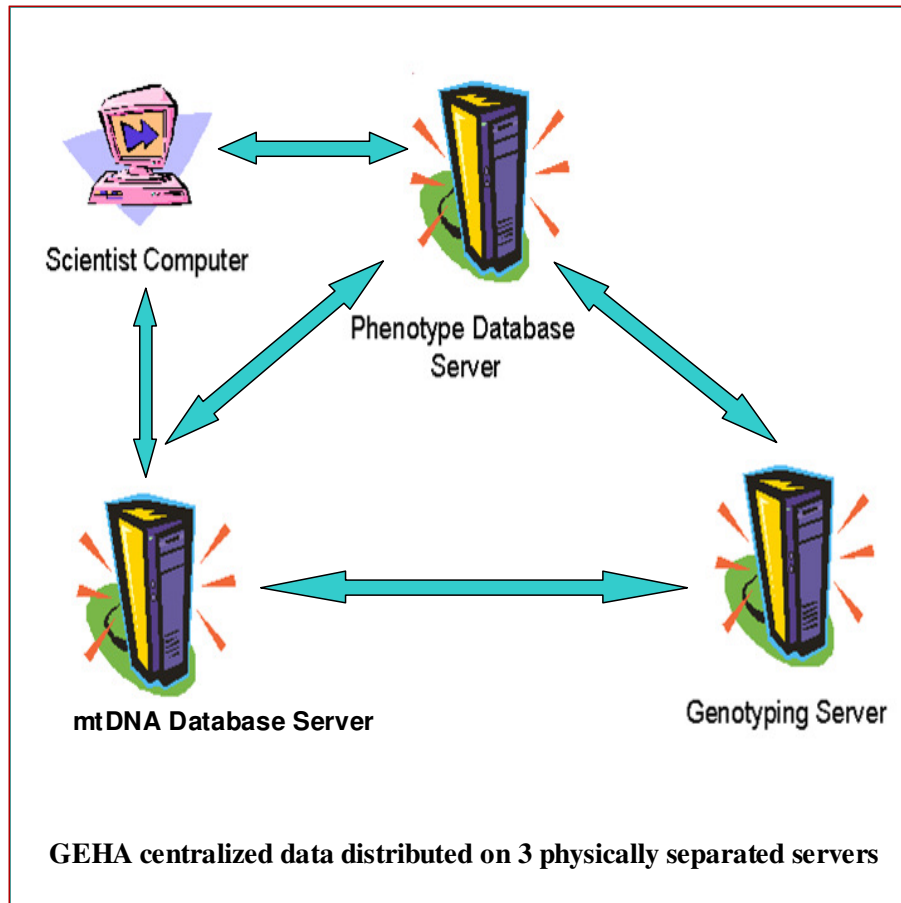 Scientist Computer
Phenotype Database
Server
mtDNA Database Server
Genotyping Server
GEHA centralized data distributed on 3 physically separated servers